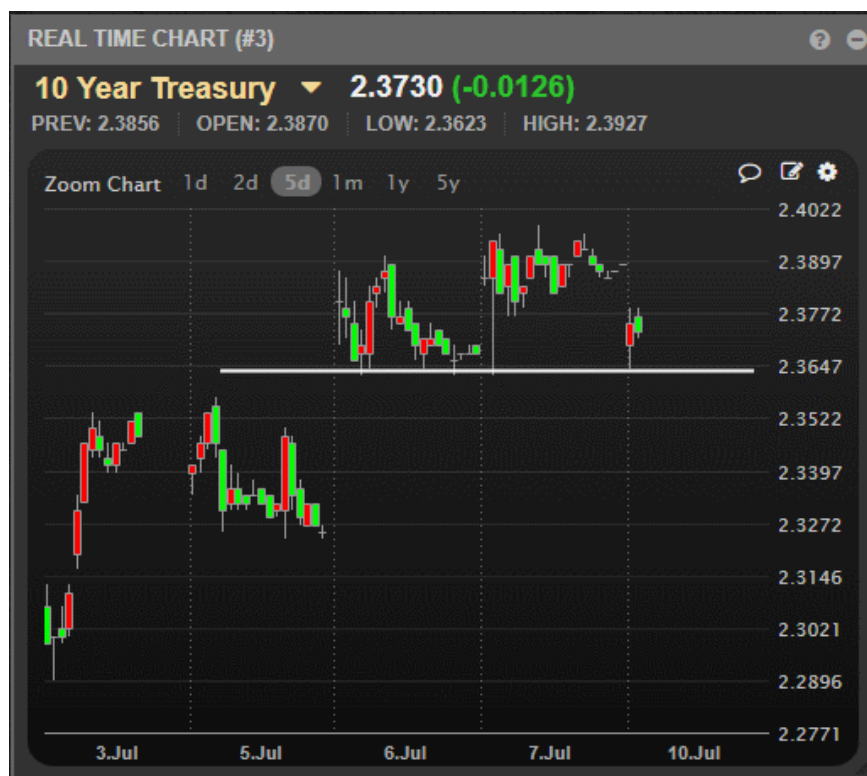 REAL TIME CHART (#3)
10 Year Treasury 2.3730 (-0.0126)
PREV: 2.3856 OPEN: 2.3870 LOW: 2.3623 HIGH: 2.3927
Zoom Chart 1d 2d 5d 1m 1y 5y
2.4022
2.3897
2.3772
2.3647
2.3522
2.3397
2.3272
2.3146
2.3021
2.2896
2.2771
3.Jul 5.Jul 6.Jul 7.Jul 10.Jul